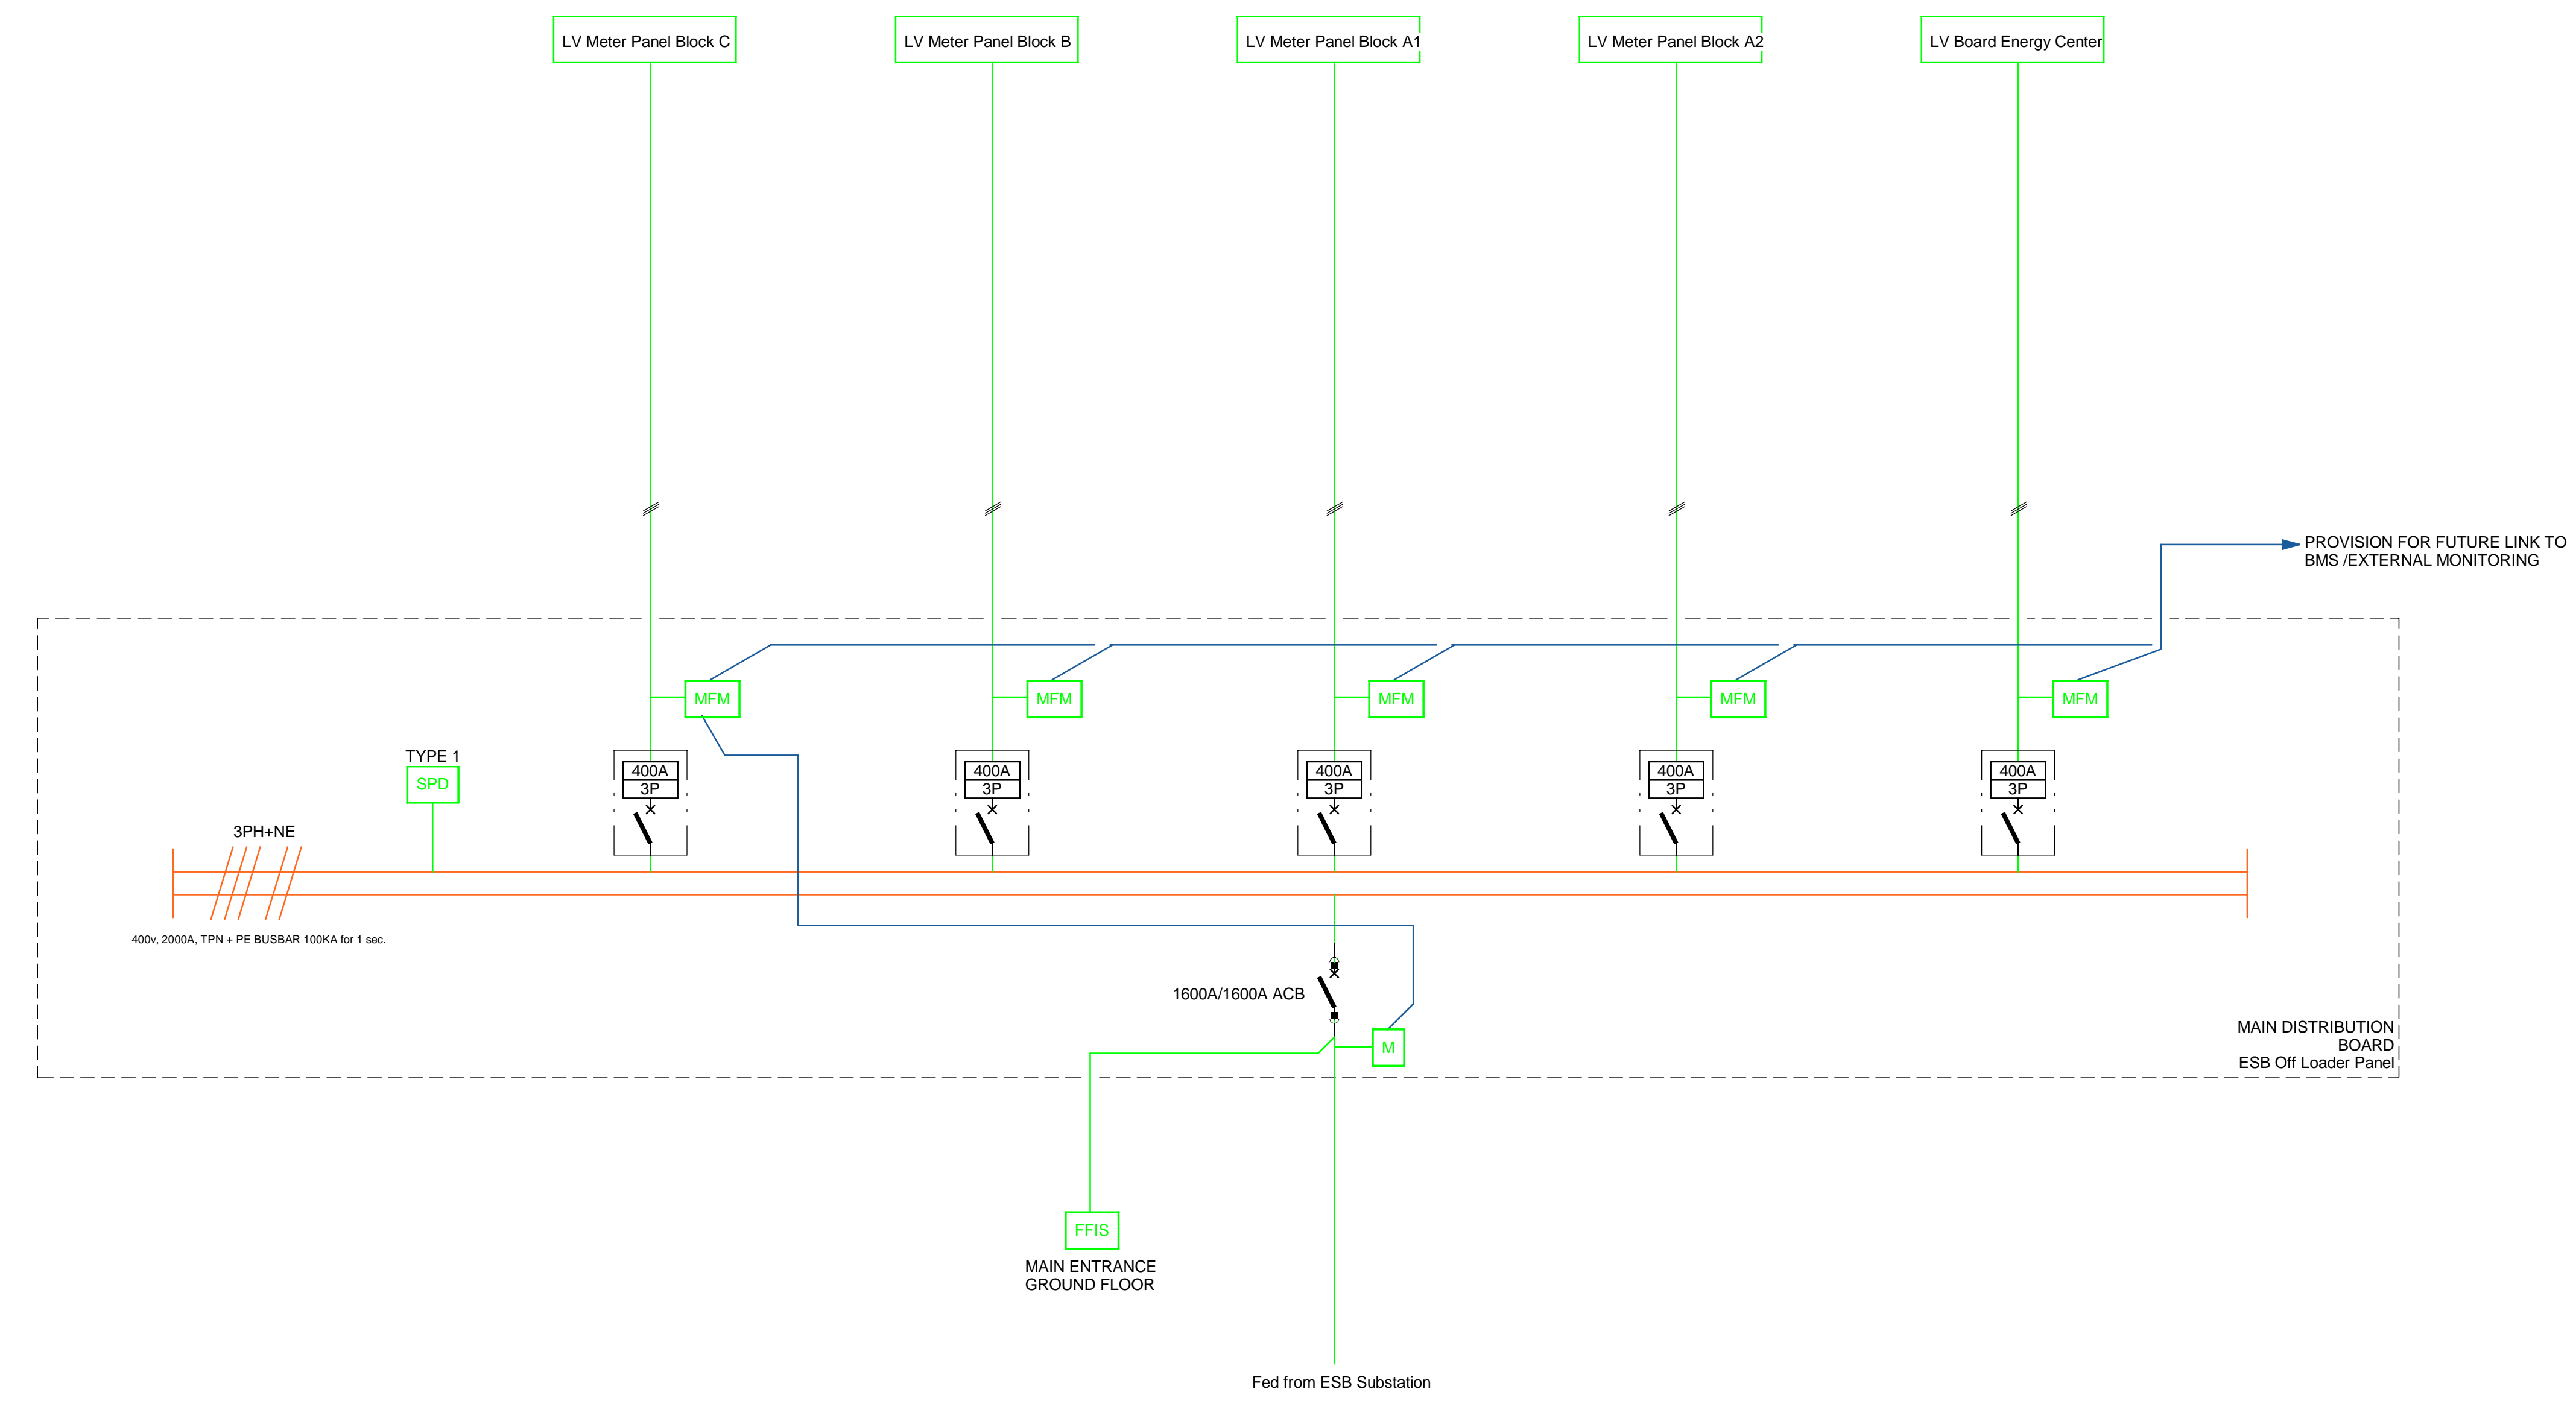 LV Meter Panel Block C
LV Meter Panel Block B
LV Meter Panel Block A1
LV Meter Panel Block A2
LV Board Energy Center
PROVISION FOR FUTURE LINK TO
BMS /EXTERNAL MONITORING
MFM
MFM
MFM
MFM
MFM
TYPE 1
SPD
400A
3P
400A
3P
400A
3P
400A
3P
400A
3P
3PH+NE
400v, 2000A, TPN + PE BUSBAR 100KA for 1 sec.
1600A/1600A ACB
M
MAIN DISTRIBUTION
BOARD
ESB Off Loader Panel
FFIS
MAIN ENTRANCE
GROUND FLOOR
Fed from ESB Substation